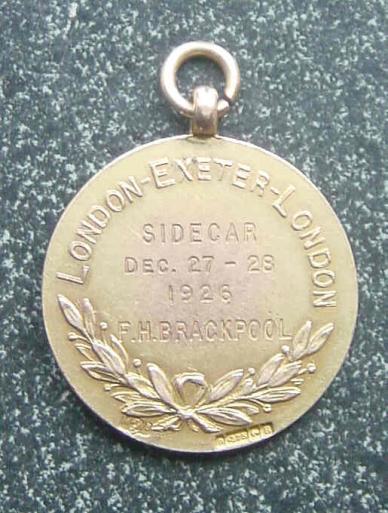 LONDON-EXETER-LONDON
SIDECAR
DEC. 27 - 28
1926
F.H.BRACKPOOL